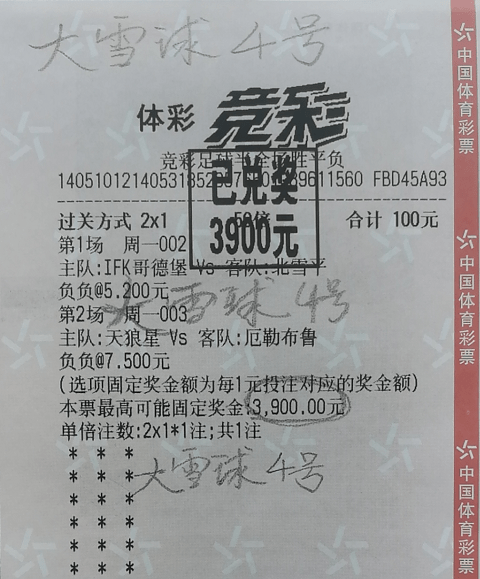 大雪球4号
体彩 竞彩
竞彩足球半全场胜平负
FBD45A93
已兑奖
3900元
过关方式 2x1 50倍 合计 100元
第1场 周一002
主队:IFK哥德堡 Vs 客队:北雪平
负负@5.200元
大雪球4号
第2场 周一003
主队:天狼星 Vs 客队:厄勒布鲁
负负@7.500元
(选项固定奖金额为每1元投注对应的奖金额)
本票最高可能固定奖金:3,900.00元
单倍注数:2x1*1注;共1注
* * *
* * *
大雪球4号
* * *
* * *
* * *
* * *
中国体育彩票
中国体育彩票
中国体育彩票